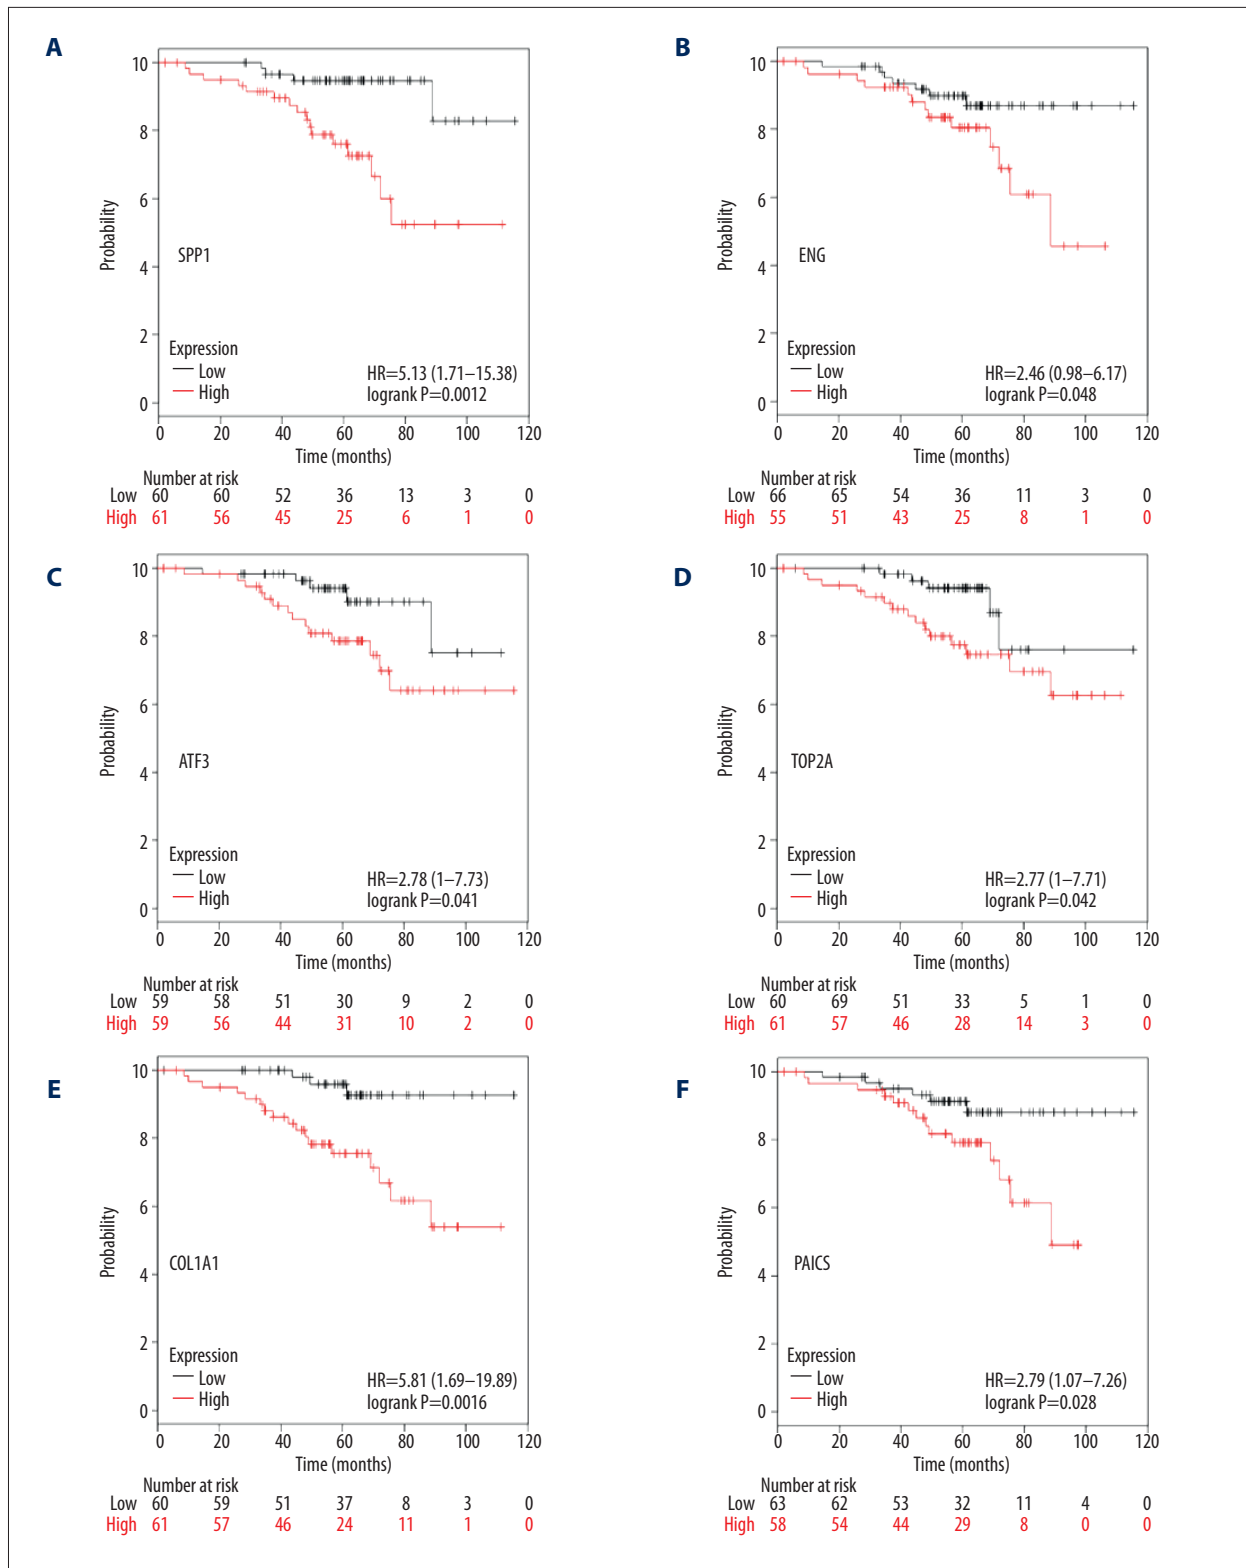 A
10
8
6
4
2
0
Probability
SPP1
Expression
Low
High
HR=5.13 (1.71–15.38)
logrank P=0.0012
0 20 40 60 80 100 120
Time (months)
Number at risk
Low 60 60 52 36 13 3 0
High 61 56 45 25 6 1 0
B
10
8
6
4
2
0
Probability
ENG
Expression
Low
High
HR=2.46 (0.98–6.17)
logrank P=0.048
0 20 40 60 80 100 120
Time (months)
Number at risk
Low 66 65 54 36 11 3 0
High 55 51 43 25 8 1 0
C
10
8
6
4
2
0
Probability
ATF3
Expression
Low
High
HR=2.78 (1–7.73)
logrank P=0.041
0 20 40 60 80 100 120
Time (months)
Number at risk
Low 59 58 51 30 9 2 0
High 59 56 44 31 10 2 0
D
10
8
6
4
2
0
Probability
TOP2A
Expression
Low
High
HR=2.77 (1–7.71)
logrank P=0.042
0 20 40 60 80 100 120
Time (months)
Number at risk
Low 60 69 51 33 5 1 0
High 61 57 46 28 14 3 0
E
10
8
6
4
2
0
Probability
COL1A1
Expression
Low
High
HR=5.81 (1.69–19.89)
logrank P=0.0016
0 20 40 60 80 100 120
Time (months)
Number at risk
Low 60 59 51 37 8 3 0
High 61 57 46 24 11 1 0
F
10
8
6
4
2
0
Probability
PAICS
Expression
Low
High
HR=2.79 (1.07–7.26)
logrank P=0.028
0 20 40 60 80 100 120
Time (months)
Number at risk
Low 63 62 53 32 11 4 0
High 58 54 44 29 8 0 0